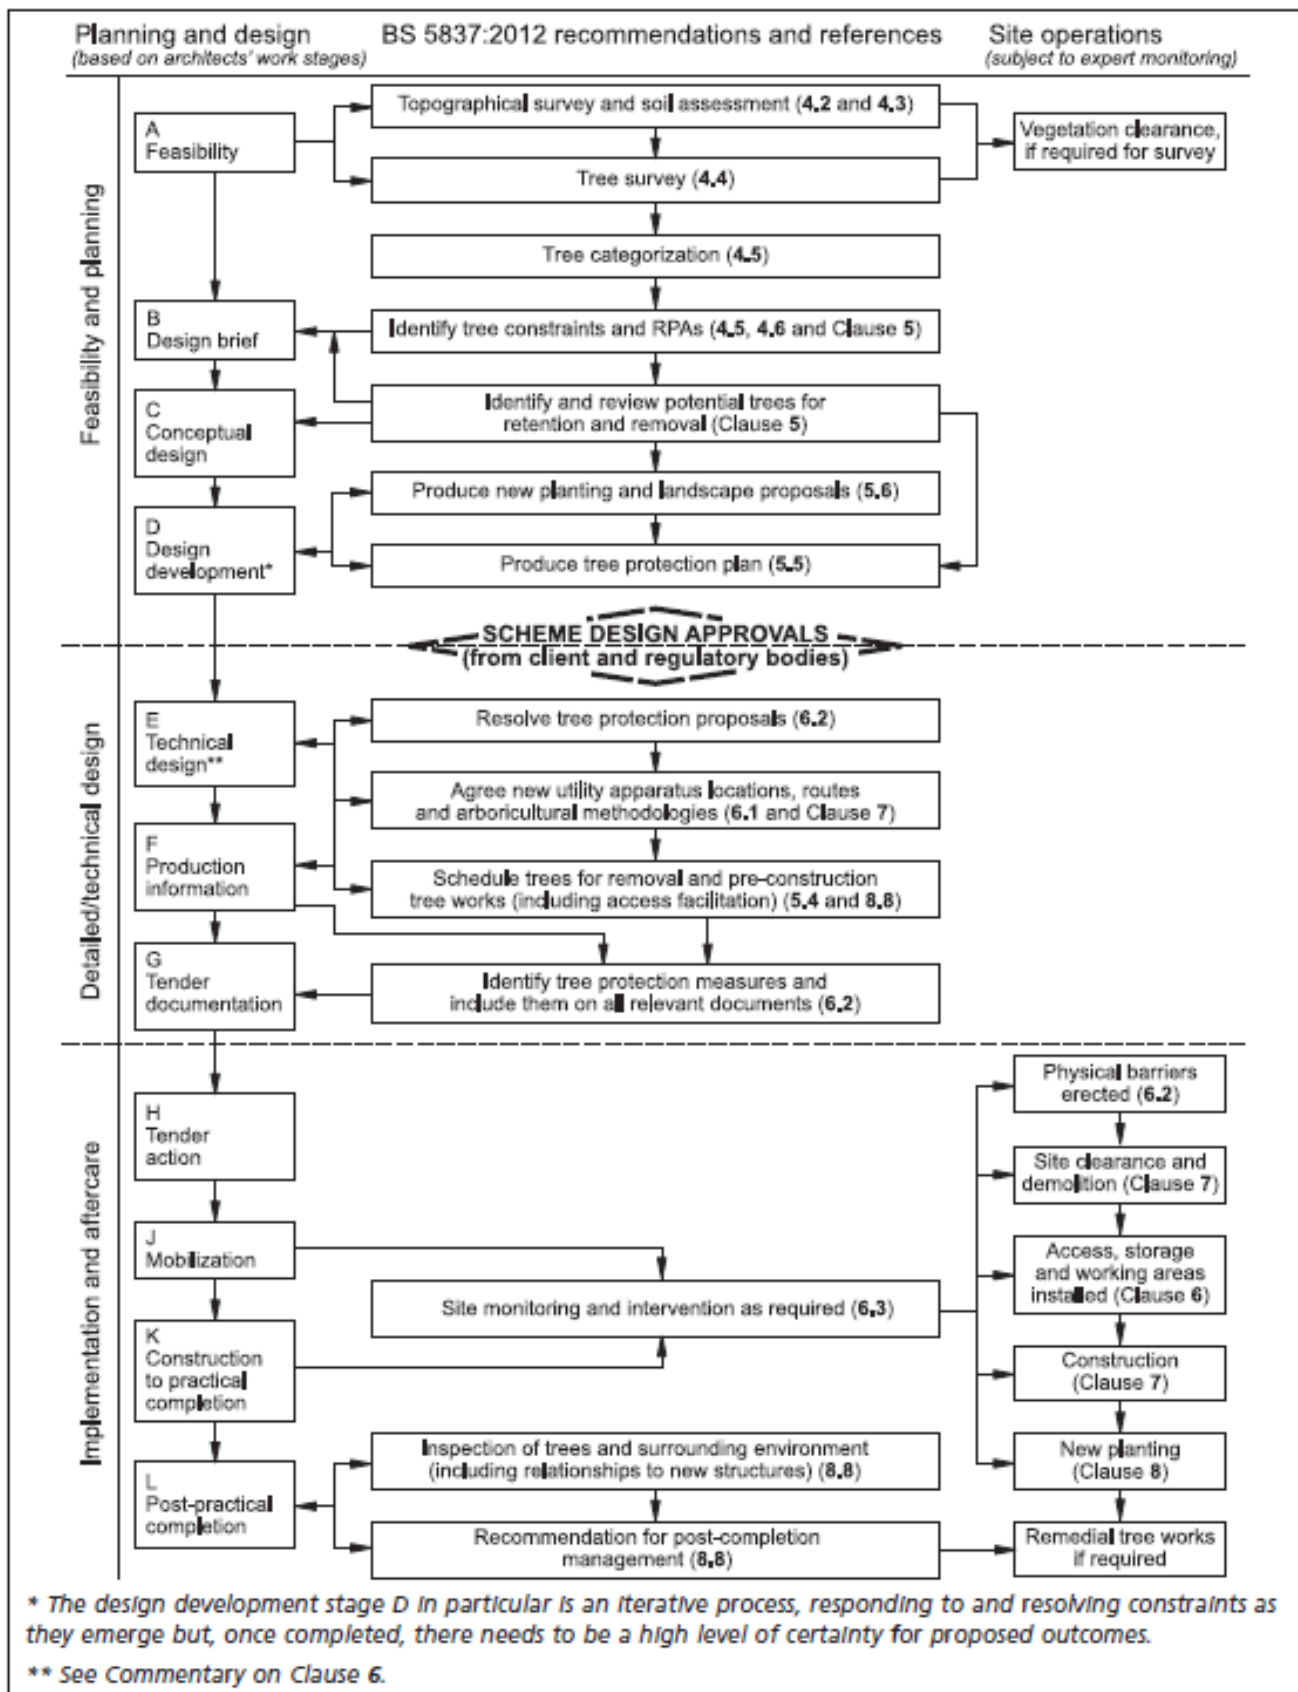 Planning and design
(based on architects' work stages)
BS 5837:2012 recommendations and references
Site operations
(subject to expert monitoring)
Feasibility and planning
A
Feasibility
Topographical survey and soil assessment (4.2 and 4.3)
Vegetation clearance,
if required for survey
Tree survey (4.4)
Tree categorization (4.5)
B
Design brief
Identify tree constraints and RPAs (4.5, 4.6 and Clause 5)
C
Conceptual
design
Identify and review potential trees for
retention and removal (Clause 5)
Produce new planting and landscape proposals (5.6)
D
Design
development*
Produce tree protection plan (5.5)
SCHEME DESIGN APPROVALS
(from client and regulatory bodies)
Detailed/technical design
E
Technical
design**
Resolve tree protection proposals (6.2)
Agree new utility apparatus locations, routes
and arboricultural methodologies (6.1 and Clause 7)
F
Production
information
Schedule trees for removal and pre-construction
tree works (including access facilitation) (5.4 and 8.8)
G
Tender
documentation
Identify tree protection measures and
include them on all relevant documents (6.2)
Implementation and aftercare
H
Tender
action
Physical barriers
erected (6.2)
Site clearance and
demolition (Clause 7)
J
Mobilization
Access, storage
and working areas
installed (Clause 6)
Site monitoring and intervention as required (6.3)
K
Construction
to practical
completion
Construction
(Clause 7)
Inspection of trees and surrounding environment
(including relationships to new structures) (8.8)
New planting
(Clause 8)
L
Post-practical
completion
Recommendation for post-completion
management (8.8)
Remedial tree works
if required
* The design development stage D in particular is an iterative process, responding to and resolving constraints as
they emerge but, once completed, there needs to be a high level of certainty for proposed outcomes.
** See Commentary on Clause 6.